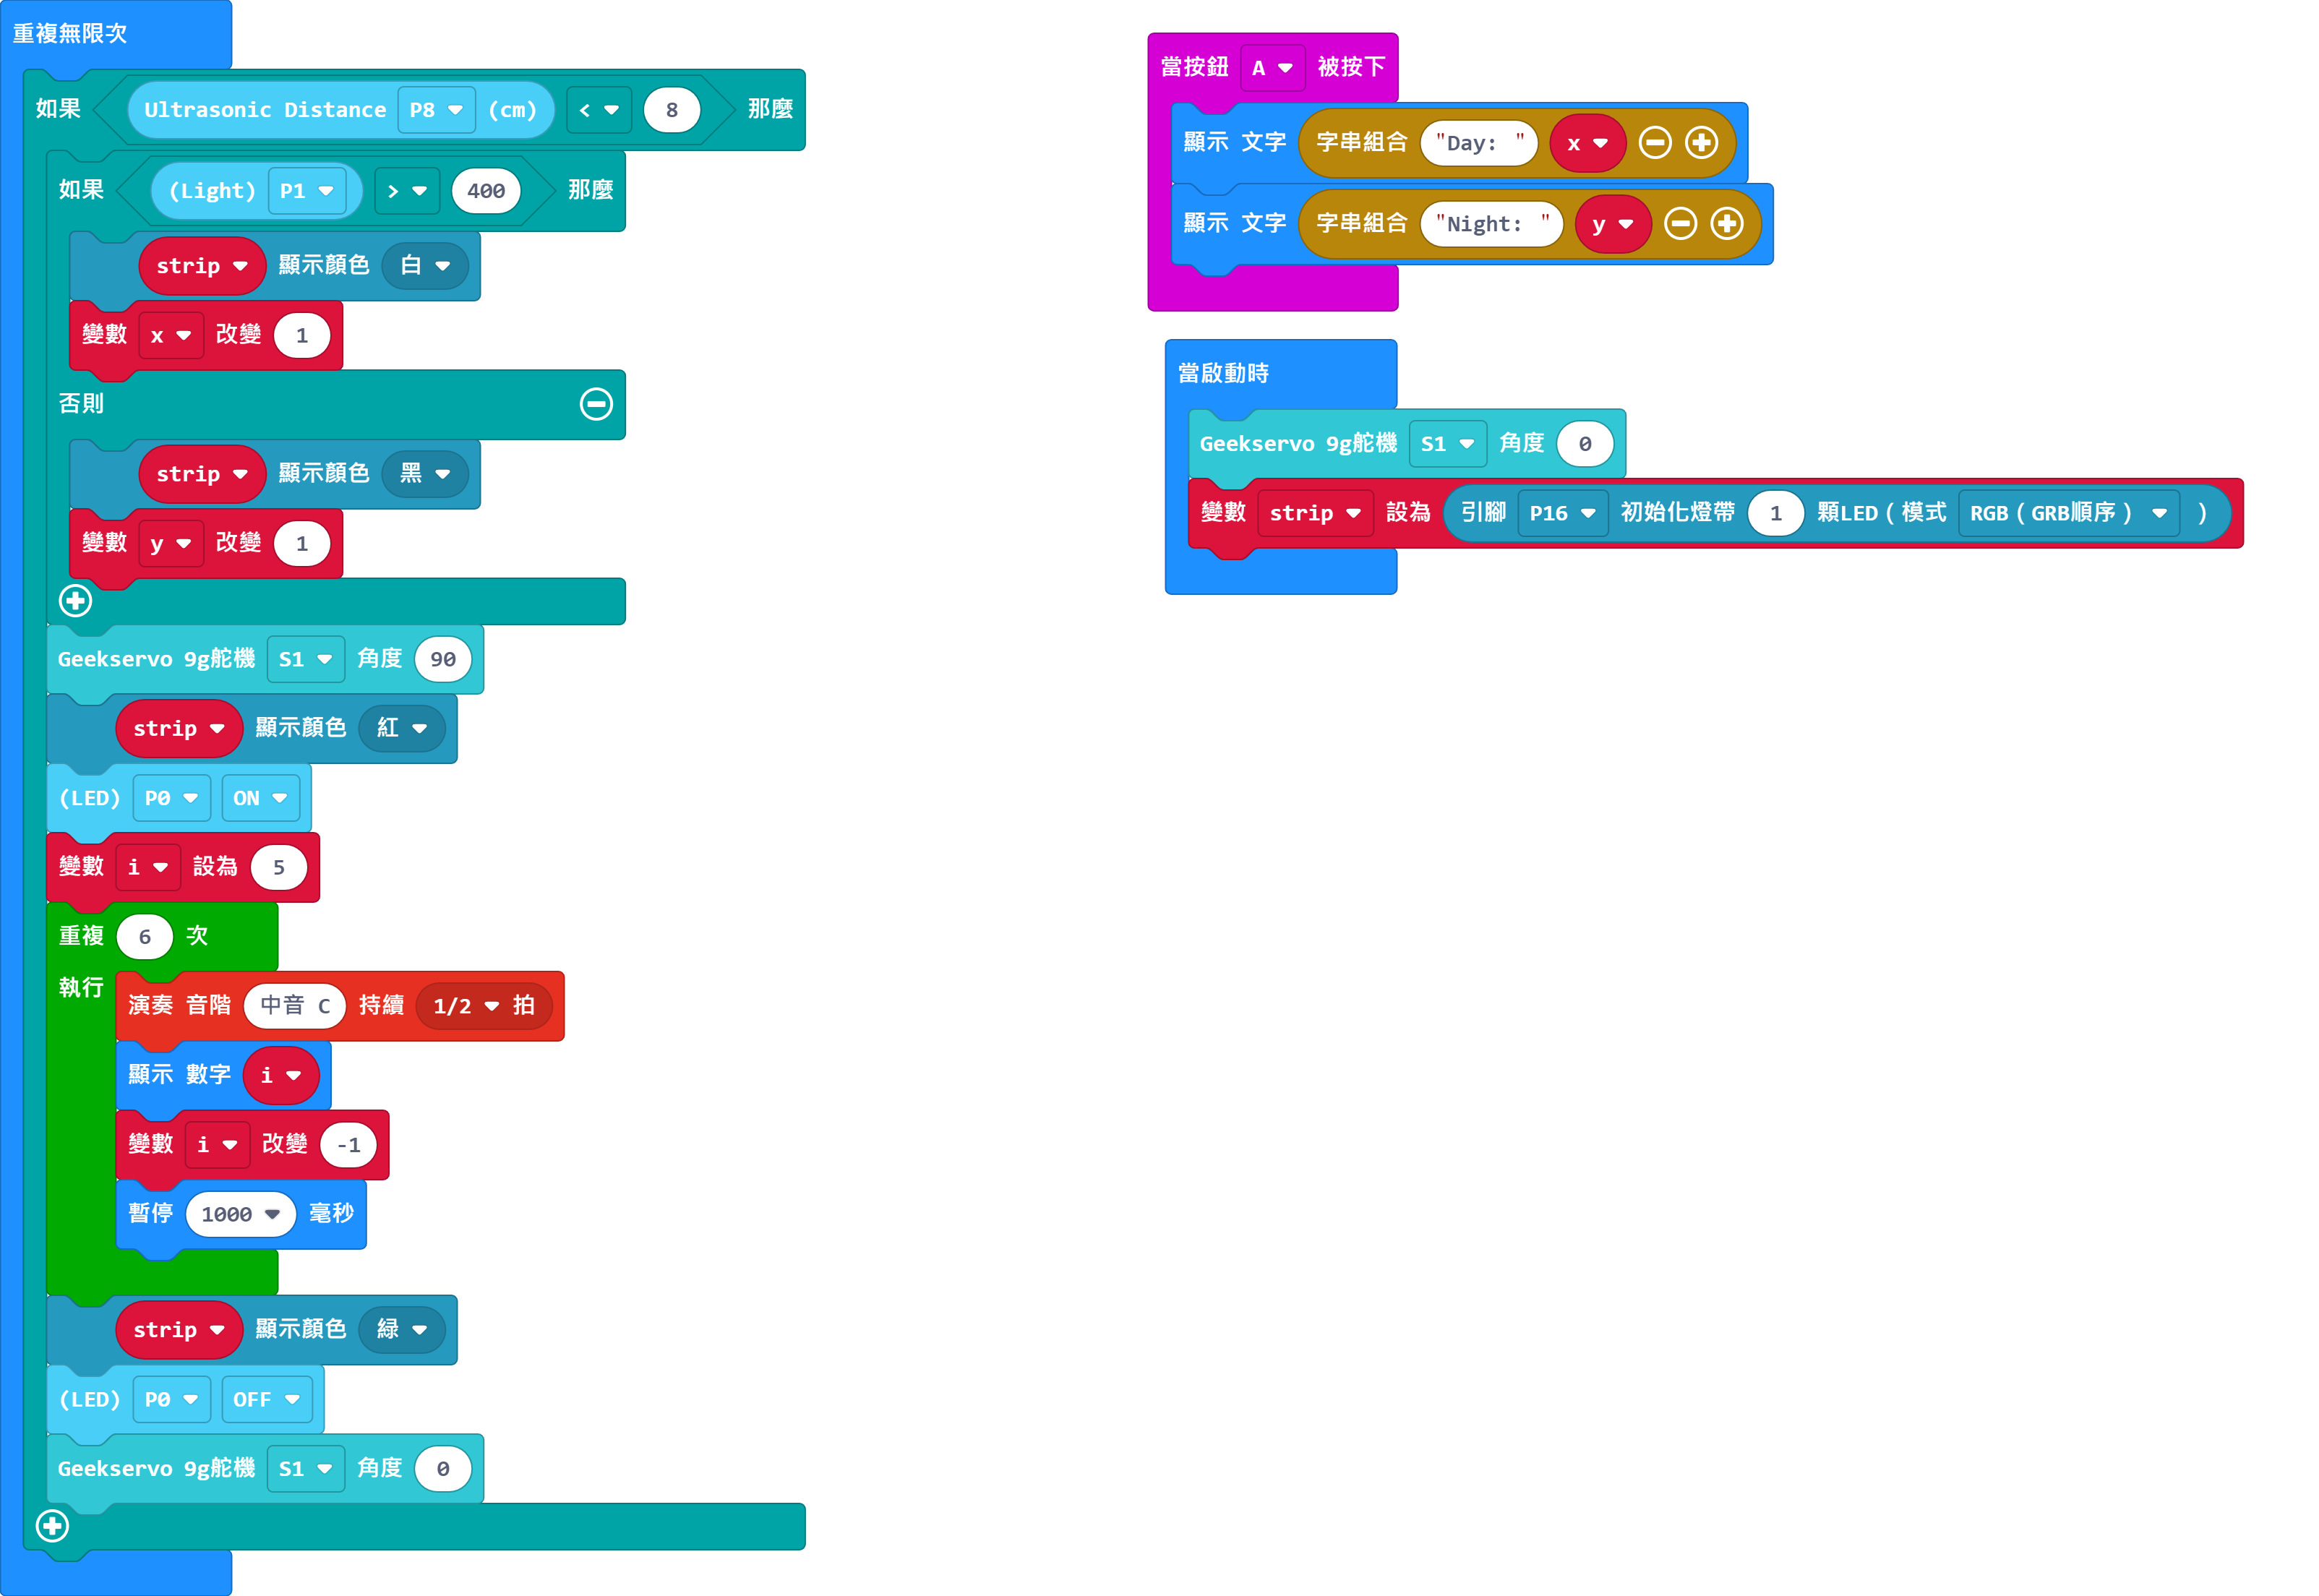 重複無限次
如果 Ultrasonic Distance P8 (cm) < 8 那麼
如果 (Light) P1 > 400 那麼
strip 顯示顏色 白
變數 x 改變 1
否則
strip 顯示顏色 黑
變數 y 改變 1
Geekservo 9g舵機 S1 角度 90
strip 顯示顏色 紅
(LED) P0 ON
變數 i 設為 5
重複 6 次
執行
演奏 音階 中音 C 持續 1/2 拍
顯示 數字 i
變數 i 改變 -1
暫停 1000 毫秒
strip 顯示顏色 緑
(LED) P0 OFF
Geekservo 9g舵機 S1 角度 0
當按鈕 A 被按下
顯示 文字 字串組合 "Day: " x
顯示 文字 字串組合 "Night: " y
當啟動時
Geekservo 9g舵機 S1 角度 0
變數 strip 設為 引腳 P16 初始化燈帶 1 顆LED(模式 RGB(GRB順序) )